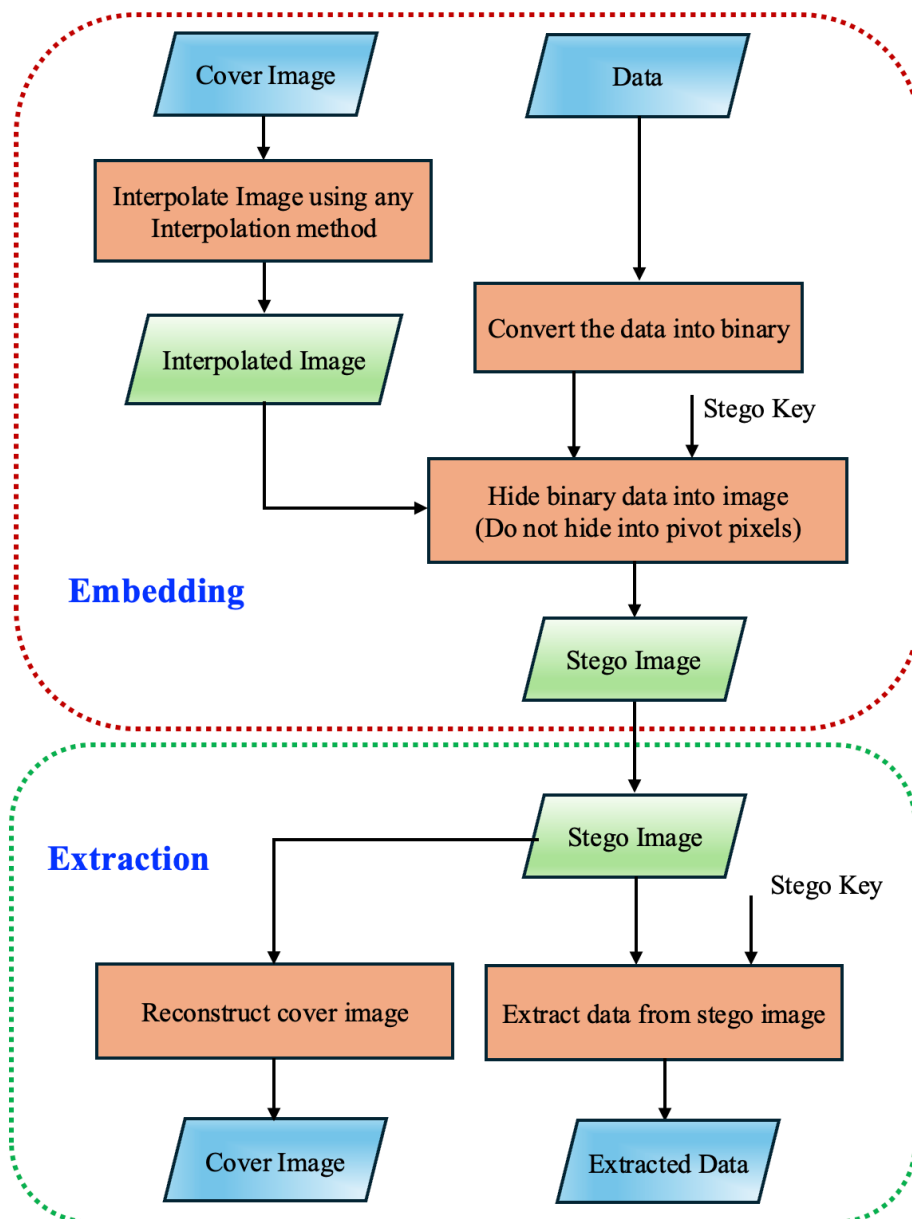 Cover Image
Data
Interpolate Image using any
Interpolation method
Interpolated Image
Convert the data into binary
Stego Key
Hide binary data into image
(Do not hide into pivot pixels)
Embedding
Stego Image
Stego Image
Extraction
Stego Key
Reconstruct cover image
Extract data from stego image
Cover Image
Extracted Data